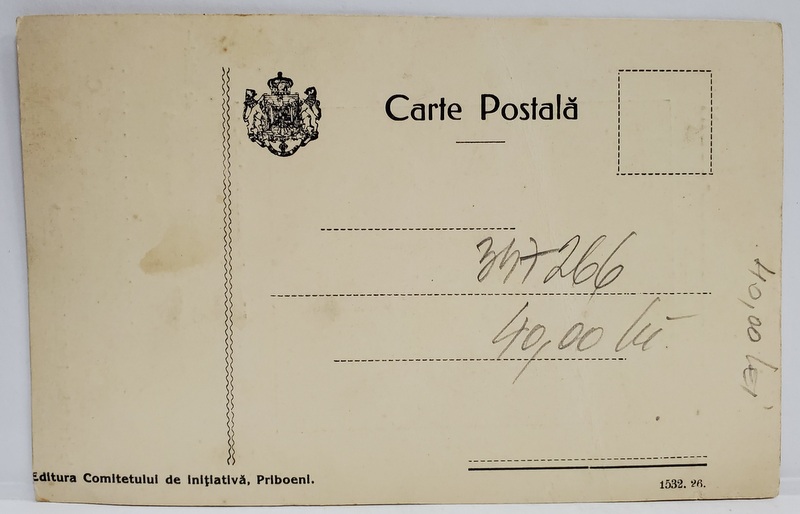 Carte Postală
347266
40,00 lei.
40,00 LEI
Editura Comitetului de inițiativă, Priboeni.
1532. 26.